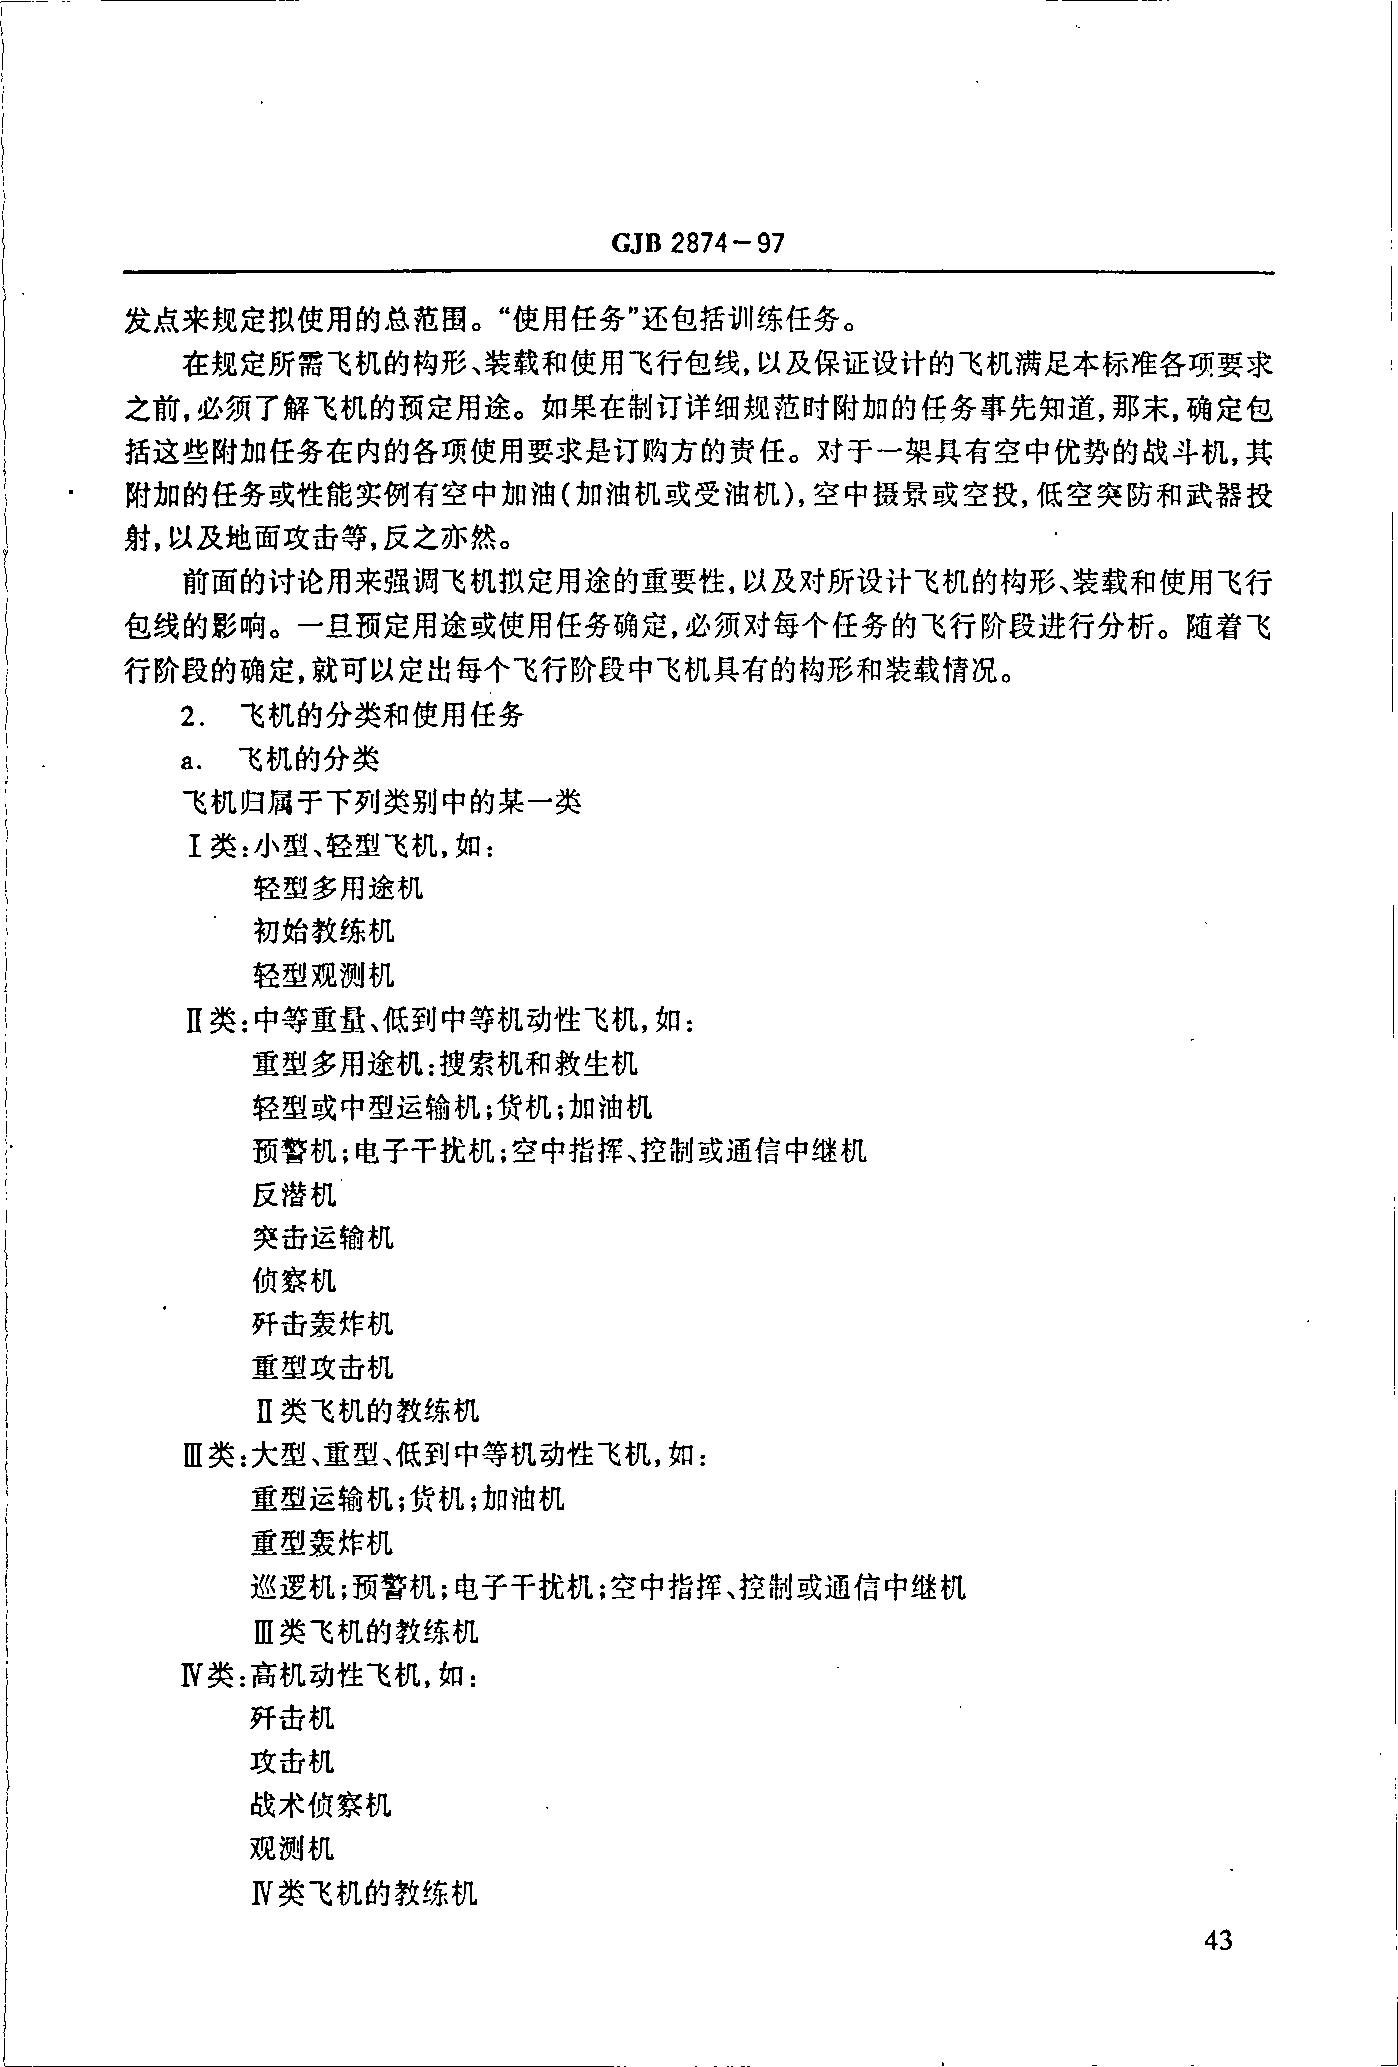 GJB 2874－97
发点来规定拟使用的总范围。“使用任务”还包括训练任务。
在规定所需飞机的构形、装载和使用飞行包线，以及保证设计的飞机满足本标准各项要求
之前，必须了解飞机的预定用途。如果在制订详细规范时附加的任务事先知道，那末，确定包
括这些附加任务在内的各项使用要求是订购方的责任。对于一架具有空中优势的战斗机，其
附加的任务或性能实例有空中加油(加油机或受油机)，空中摄景或空投，低空突防和武器投
射，以及地面攻击等，反之亦然。
前面的讨论用来强调飞机拟定用途的重要性，以及对所设计飞机的构形、装载和使用飞行
包线的影响。一旦预定用途或使用任务确定，必须对每个任务的飞行阶段进行分析。随着飞
行阶段的确定，就可以定出每个飞行阶段中飞机具有的构形和装载情况。
2. 飞机的分类和使用任务
a. 飞机的分类
飞机归属于下列类别中的某一类
Ⅰ类：小型、轻型飞机，如：
轻型多用途机
初始教练机
轻型观测机
Ⅱ类：中等重量、低到中等机动性飞机，如：
重型多用途机：搜索机和救生机
轻型或中型运输机；货机；加油机
预警机；电子干扰机；空中指挥、控制或通信中继机
反潜机
突击运输机
侦察机
歼击轰炸机
重型攻击机
Ⅱ类飞机的教练机
Ⅲ类：大型、重型、低到中等机动性飞机，如：
重型运输机；货机；加油机
重型轰炸机
巡逻机；预警机；电子干扰机；空中指挥、控制或通信中继机
Ⅲ类飞机的教练机
Ⅳ类：高机动性飞机，如：
歼击机
攻击机
战术侦察机
观测机
Ⅳ类飞机的教练机
43